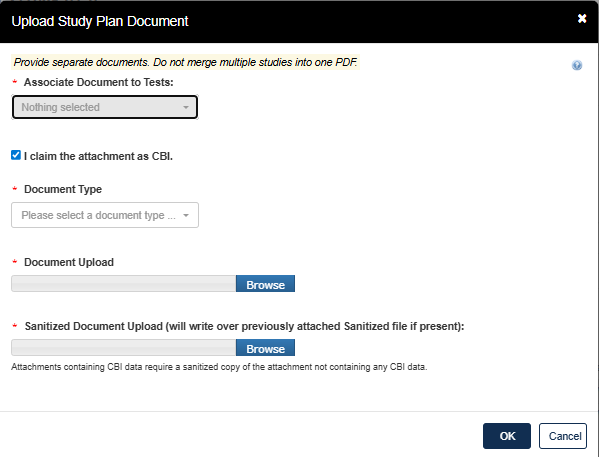 Upload Study Plan Document
Provide separate documents. Do not merge multiple studies into one PDF.
* Associate Document to Tests:
Nothing selected
I claim the attachment as CBI.
* Document Type
Please select a document type ...
* Document Upload
Browse
* Sanitized Document Upload (will write over previously attached Sanitized file if present):
Browse
Attachments containing CBI data require a sanitized copy of the attachment not containing any CBI data.
OK Cancel